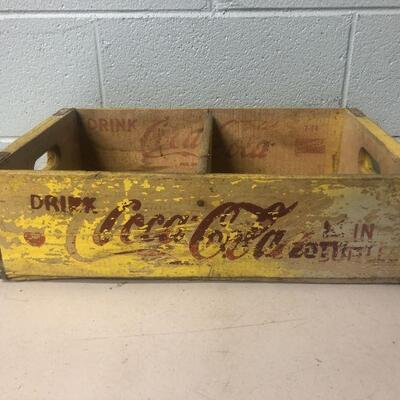 DRINK
Coca-Cola
DRINK
Coca-Cola
IN
BOTTLES